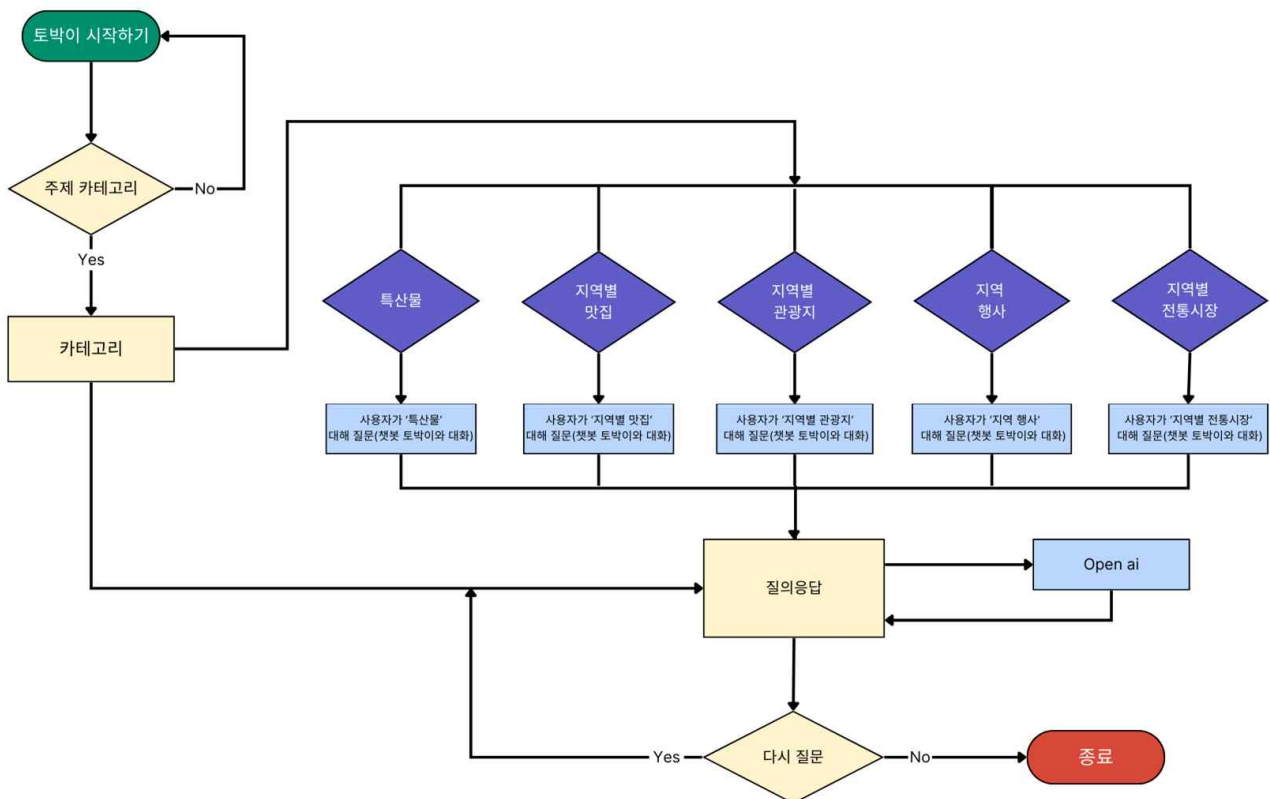 토박이 시작하기
주제 카테고리
No
Yes
카테고리
특산물
지역별
맛집
지역별
관광지
지역
행사
지역별
전통시장
사용자가 ‘특산물‘
대해 질문(챗봇 토박이와 대화)
사용자가 ‘지역별 맛집‘
대해 질문(챗봇 토박이와 대화)
사용자가 ‘지역별 관광지‘
대해 질문(챗봇 토박이와 대화)
사용자가 ‘지역 행사‘
대해 질문(챗봇 토박이와 대화)
사용자가 ‘지역별 전통시장‘
대해 질문(챗봇 토박이와 대화)
질의응답
Open ai
다시 질문
Yes
No
종료